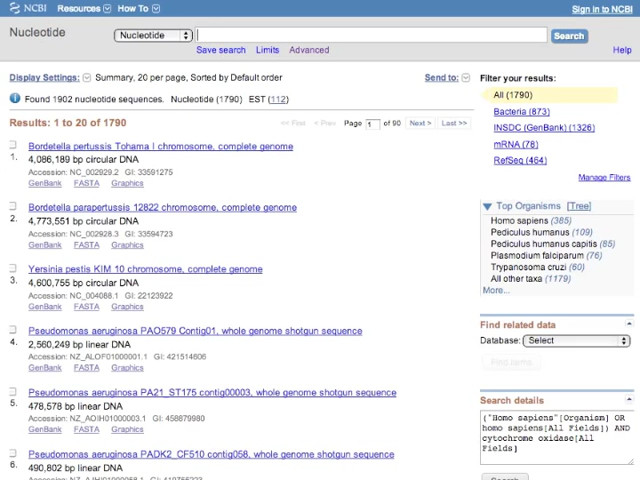 NCBI Resources How To Sign in to NCBI
Nucleotide Nucleotide Search
Save search Limits Advanced Help
Display Settings: Summary, 20 per page, Sorted by Default order Send to:
Found 1902 nucleotide sequences. Nucleotide (1790) EST (112)
Results: 1 to 20 of 1790 << First < Prev Page 1 of 90 Next > Last >>
1. Bordetella pertussis Tohama I chromosome, complete genome
4,086,189 bp circular DNA
Accession: NC_002929.2 GI: 33591275
GenBank FASTA Graphics
2. Bordetella parapertussis 12822 chromosome, complete genome
4,773,551 bp circular DNA
Accession: NC_002928.3 GI: 33594723
GenBank FASTA Graphics
3. Yersinia pestis KIM 10 chromosome, complete genome
4,600,755 bp circular DNA
Accession: NC_004088.1 GI: 22123922
GenBank FASTA Graphics
4. Pseudomonas aeruginosa PAO579 Contig01, whole genome shotgun sequence
2,560,249 bp linear DNA
Accession: NZ_ALOF01000001.1 GI: 421514606
GenBank FASTA Graphics
5. Pseudomonas aeruginosa PA21_ST175 contig00003, whole genome shotgun sequence
478,578 bp linear DNA
Accession: NZ_AOIH01000003.1 GI: 458879980
GenBank FASTA Graphics
6. Pseudomonas aeruginosa PADK2_CF510 contig058, whole genome shotgun sequence
490,802 bp linear DNA
Filter your results:
All (1790)
Bacteria (873)
INSDC (GenBank) (1326)
mRNA (78)
RefSeq (464)
Manage Filters
Top Organisms [Tree]
Homo sapiens (385)
Pediculus humanus (109)
Pediculus humanus capitis (85)
Plasmodium falciparum (76)
Trypanosoma cruzi (60)
All other taxa (1179)
More...
Find related data
Database: Select
Find items
Search details
("Homo sapiens"[Organism] OR
homo sapiens[All Fields]) AND
cytochrome oxidase[All
Fields]
Search